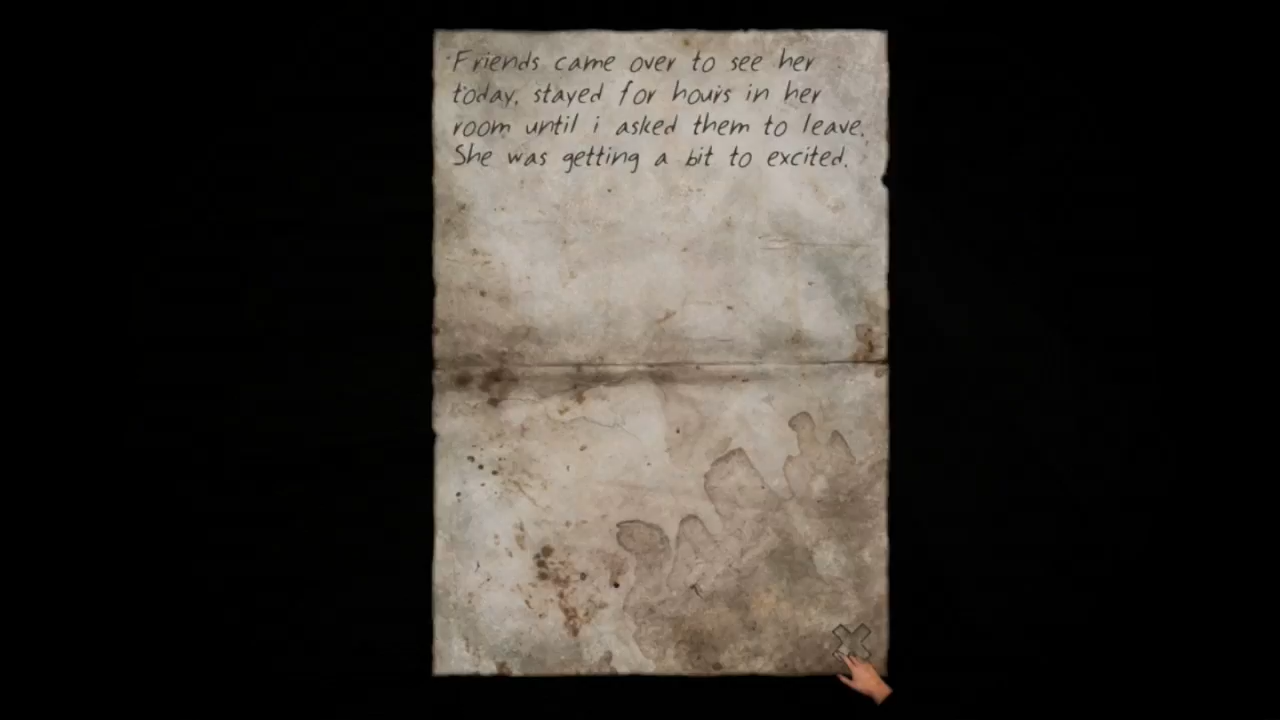 Friends came over to see her
today, stayed for hours in her
room until i asked them to leave.
She was getting a bit to excited.